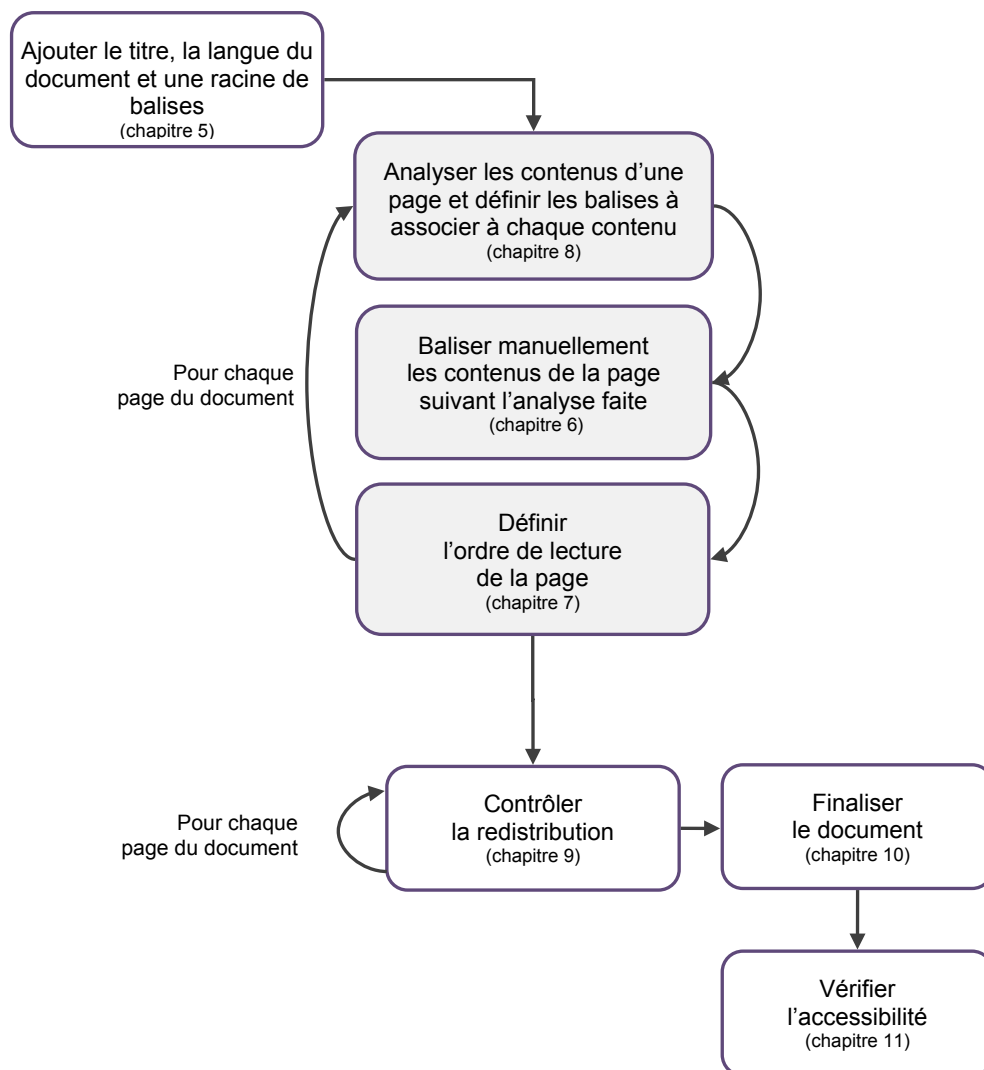 Ajouter le titre, la langue du
document et une racine de
balises
(chapitre 5)
Analyser les contenus d’une
page et définir les balises à
associer à chaque contenu
(chapitre 8)
Baliser manuellement
les contenus de la page
suivant l’analyse faite
(chapitre 6)
Pour chaque
page du document
Définir
l’ordre de lecture
de la page
(chapitre 7)
Pour chaque
page du document
Contrôler
la redistribution
(chapitre 9)
Finaliser
le document
(chapitre 10)
Vérifier
l’accessibilité
(chapitre 11)